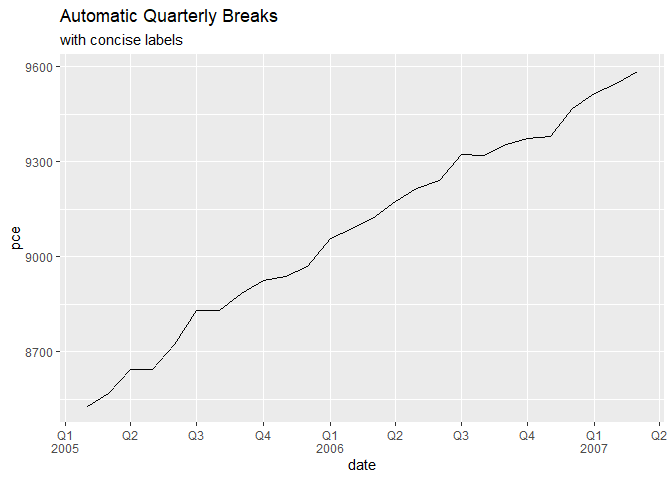 Automatic Quarterly Breaks
with concise labels
9600
9300
9000
8700
pce
Q1 Q2 Q3 Q4 Q1 Q2 Q3 Q4 Q1 Q2
2005 2006 2007
date